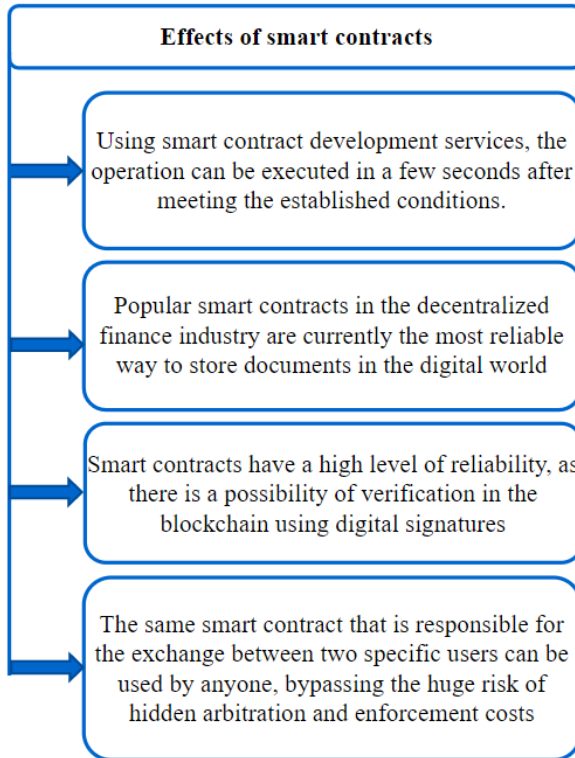 Effects of smart contracts
Using smart contract development services, the
operation can be executed in a few seconds after
meeting the established conditions.
Popular smart contracts in the decentralized
finance industry are currently the most reliable
way to store documents in the digital world
Smart contracts have a high level of reliability, as
there is a possibility of verification in the
blockchain using digital signatures
The same smart contract that is responsible for
the exchange between two specific users can be
used by anyone, bypassing the huge risk of
hidden arbitration and enforcement costs